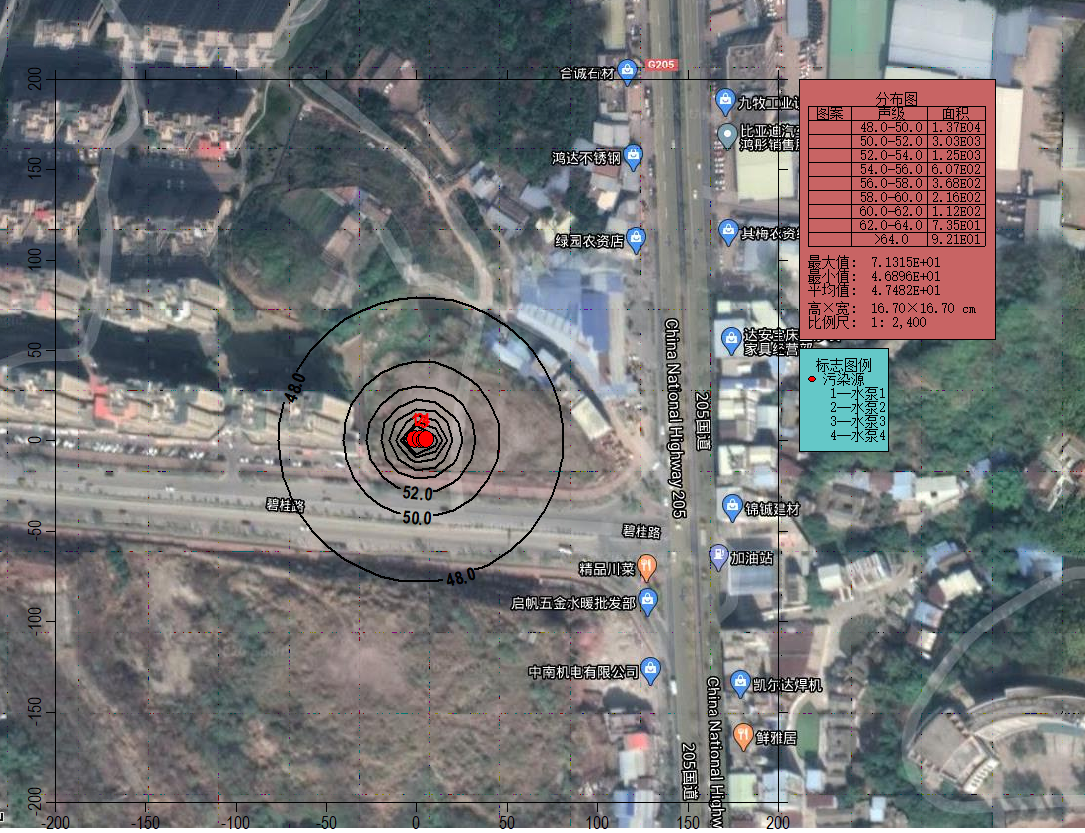 合诚石材
G205
九牧工业
鸿达不锈钢
比亚迪汽
鸿彤销售
绿园农资店
其梅农资
达安宝床
家具经营部
China National Highway 205
205国道
碧桂路
碧桂路
锦铖建材
加油站
精品川菜
启帆五金水暖批发部
中南机电有限公司
凯尔达焊机
鲜雅居
205国道
China National Highw
48.0
52.0
50.0
48.0
200
150
100
50
0
-50
-100
-150
-200
-200
-150
-100
-50
0
50
100
150
200
分布图
图案 声级 面积
48.0-50.0 1.37E04
50.0-52.0 3.03E03
52.0-54.0 1.25E03
54.0-56.0 6.07E02
56.0-58.0 3.68E02
58.0-60.0 2.16E02
60.0-62.0 1.12E02
62.0-64.0 7.35E01
>64.0 9.21E01
最大值: 7.1315E+01
最小值: 4.6896E+01
平均值: 4.7482E+01
高×宽: 16.70×16.70 cm
比例尺: 1: 2,400
标志图例
污染源
1—水泵1
2—水泵2
3—水泵3
4—水泵4